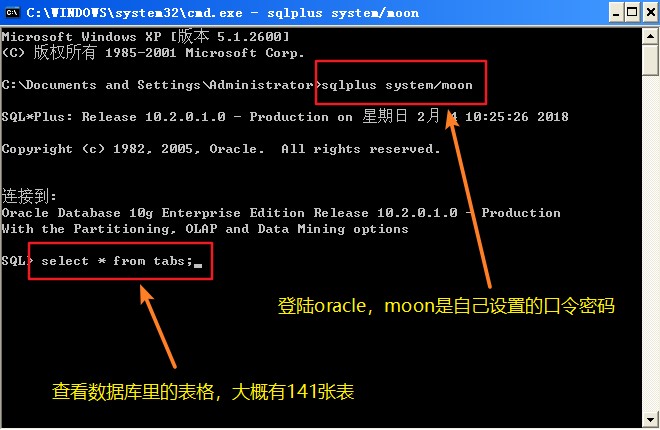 C:\WINDOWS\system32\cmd.exe - sqlplus system/moon
Microsoft Windows XP [版本 5.1.2600]
(C) 版权所有 1985-2001 Microsoft Corp.
C:\Documents and Settings\Administrator>sqlplus system/moon
SQL*Plus: Release 10.2.0.1.0 - Production on 星期日 2月 4 10:25:26 2018
Copyright (c) 1982, 2005, Oracle.  All rights reserved.
连接到:
Oracle Database 10g Enterprise Edition Release 10.2.0.1.0 - Production
With the Partitioning, OLAP and Data Mining options
SQL> select * from tabs;_
登陆oracle，moon是自己设置的口令密码
查看数据库里的表格，大概有141张表